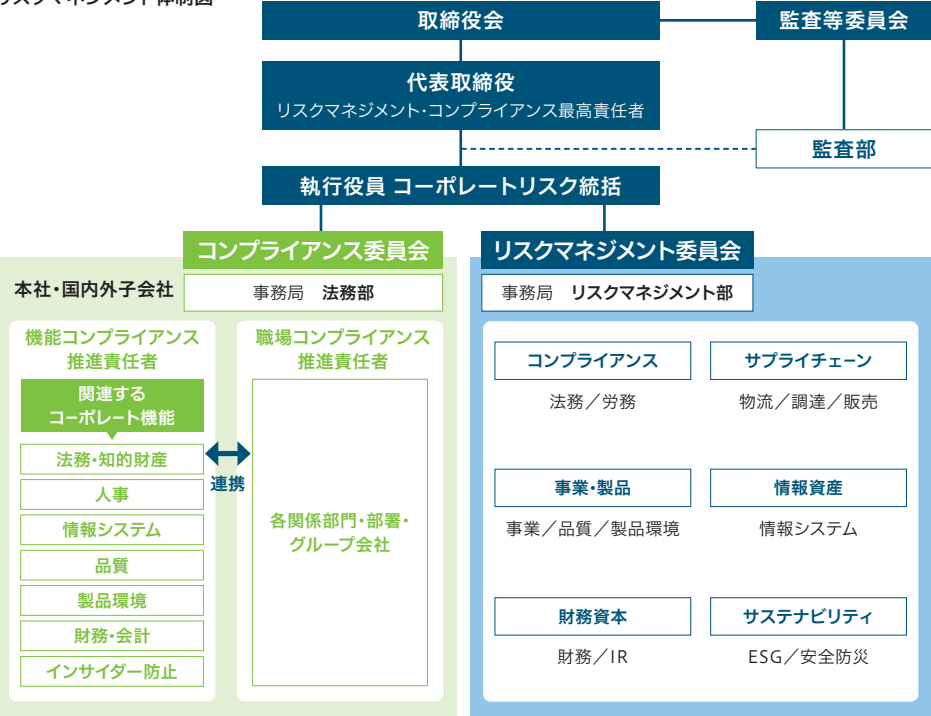 リスクマネジメント体制図
取締役会
監査等委員会
代表取締役
リスクマネジメント・コンプライアンス最高責任者
監査部
執行役員 コーポレートリスク統括
コンプライアンス委員会
本社・国内外子会社
事務局 法務部
機能コンプライアンス
推進責任者
関連する
コーポレート機能
法務・知的財産
人事
情報システム
品質
製品環境
財務・会計
インサイダー防止
連携
職場コンプライアンス
推進責任者
各関係部門・部署・
グループ会社
リスクマネジメント委員会
事務局 リスクマネジメント部
コンプライアンス
法務／労務
サプライチェーン
物流／調達／販売
事業・製品
事業／品質／製品環境
情報資産
情報システム
財務資本
財務／IR
サステナビリティ
ESG／安全防災